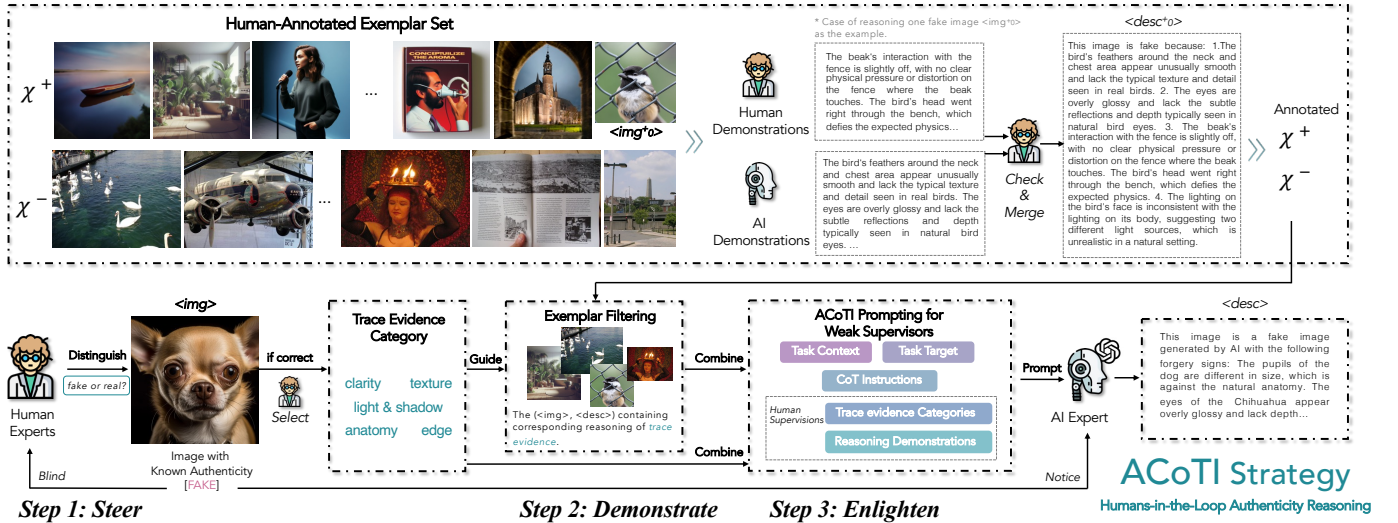 Human-Annotated Exemplar Set
χ+
...
CONCEPTUALIZE
THE AROMA
<img+0>
χ−
...
Human
Demonstrations
AI
Demonstrations
* Case of reasoning one fake image <img+0>
as the example.
The beak's interaction with the
fence is slightly off, with no clear
physical pressure or distortion on
the fence where the beak
touches. The bird's head went
right through the bench, which
defies the expected physics…
The bird's feathers around the neck
and chest area appear unusually
smooth and lack the typical texture
and detail seen in real birds. The
eyes are overly glossy and lack the
subtle reflections and depth
typically seen in natural bird
eyes. …
Check
&
Merge
<desc+0>
This image is fake because: 1.The
bird's feathers around the neck and
chest area appear unusually smooth
and lack the typical texture and detail
seen in real birds. 2. The eyes are
overly glossy and lack the subtle
reflections and depth typically seen in
natural bird eyes. 3. The beak's
interaction with the fence is slightly off,
with no clear physical pressure or
distortion on the fence where the beak
touches. The bird's head went right
through the bench, which defies the
expected physics. 4. The lighting on
the bird's face is inconsistent with the
lighting on its body, suggesting two
different light sources, which is
unrealistic in a natural setting.
Annotated
χ+
χ−
Human
Experts
Distinguish
fake or real?
<img>
Image with
Known Authenticity
[FAKE]
if correct
Select
Trace Evidence
Category
clarity texture
light & shadow
anatomy edge
Guide
Exemplar Filtering
The (<img>, <desc>) containing
corresponding reasoning of trace
evidence.
Combine
Combine
ACoTI Prompting for
Weak Supervisors
Task Context
Task Target
CoT Instructions
Human
Supervisions
Trace evidence Categories
Reasoning Demonstrations
Prompt
AI Expert
<desc>
This image is a fake image
generated by AI with the following
forgery signs: The pupils of the
dog are different in size, which is
against the natural anatomy. The
eyes of the Chihuahua appear
overly glossy and lack depth…
Blind
Notice
ACoTI Strategy
Humans-in-the-Loop Authenticity Reasoning
Step 1: Steer
Step 2: Demonstrate
Step 3: Enlighten